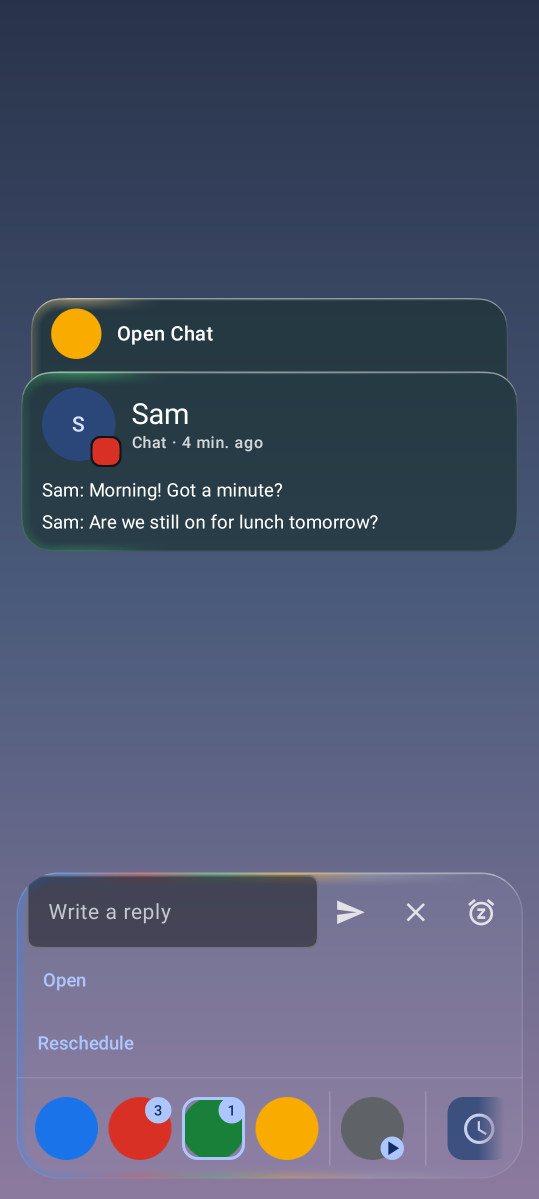 Open Chat
S
Sam
Chat · 4 min. ago
Sam: Morning! Got a minute?
Sam: Are we still on for lunch tomorrow?
Write a reply
z
Open
Reschedule
3
1